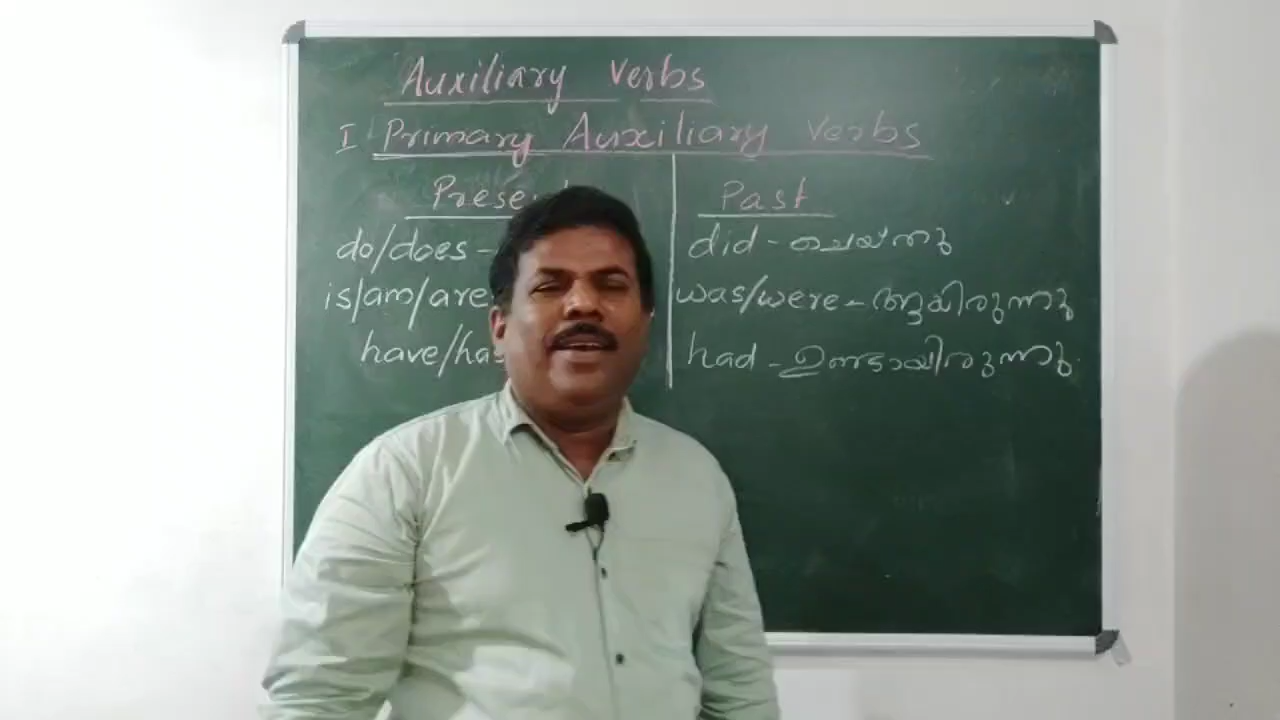 Auxiliary Verbs
I Primary Auxiliary Verbs
Present Past
do/does - did - ചെയ്തു
is/am/are was/were - ആയിരുന്നു
have/has had - ഉണ്ടായിരുന്നു.